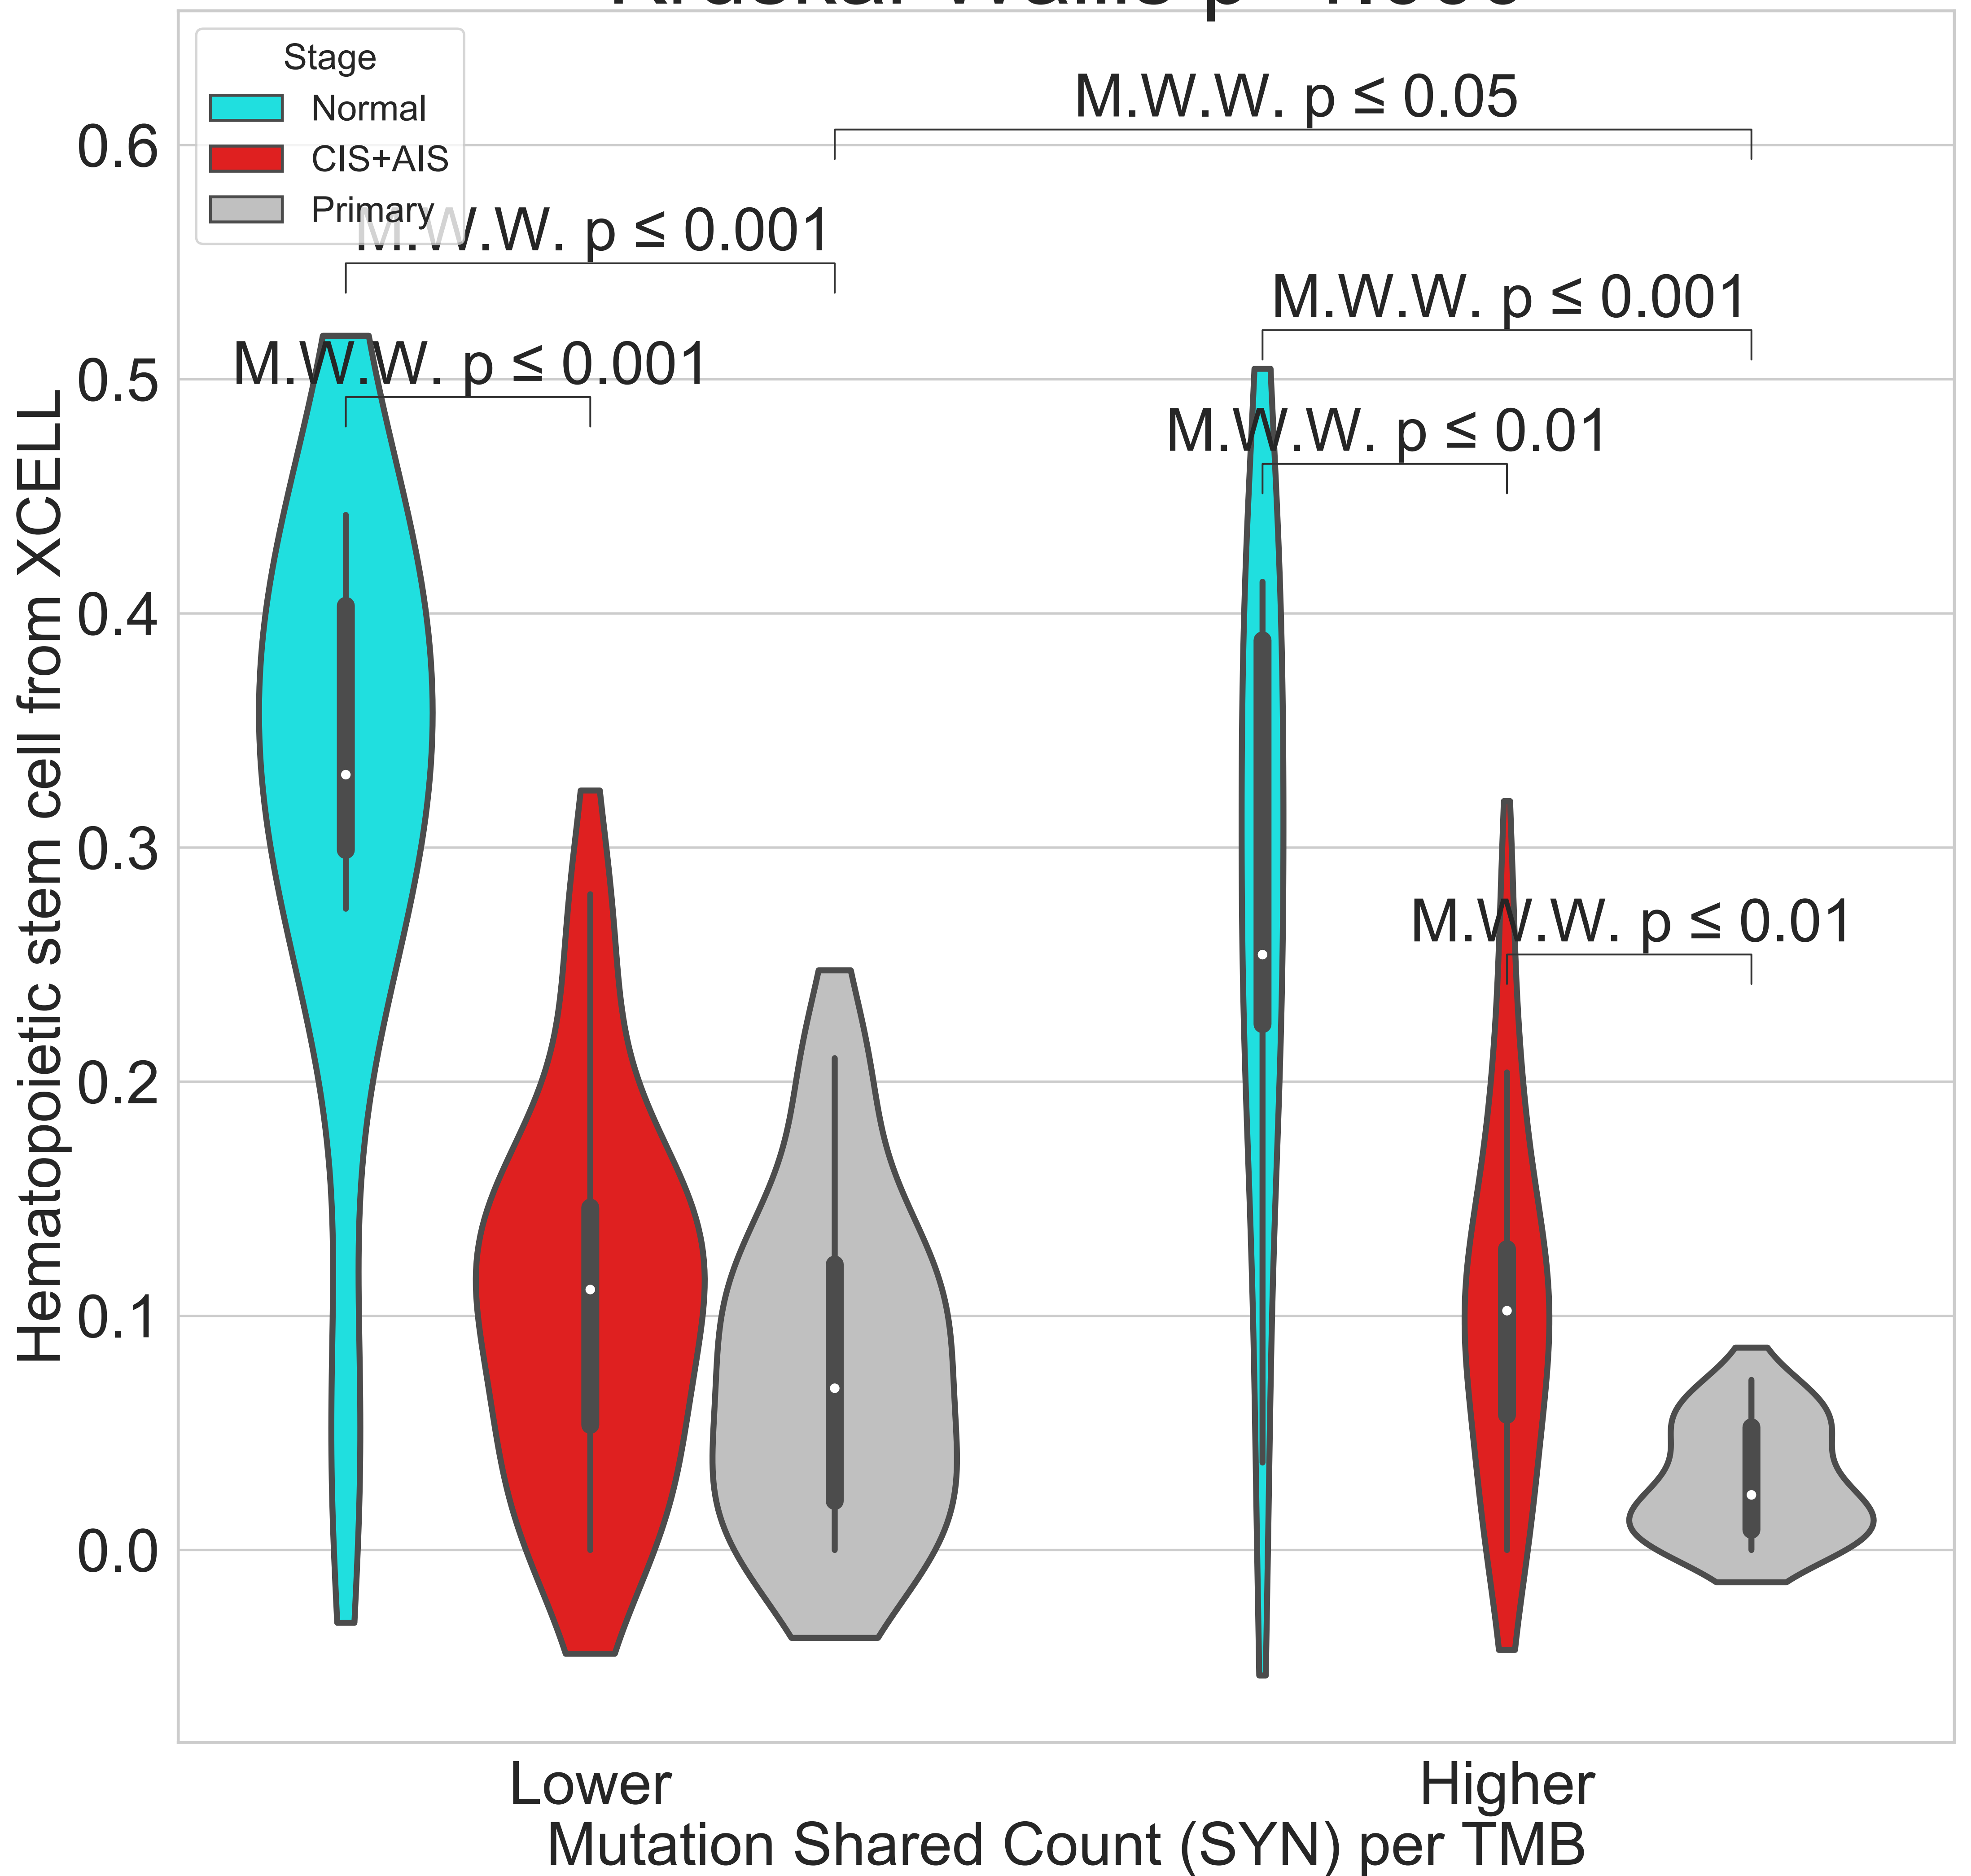 Stage
Normal
CIS+AIS
Primary
M.W.W. p ≤ 0.05
M.W.W. p ≤ 0.001
M.W.W. p ≤ 0.001
M.W.W. p ≤ 0.001
M.W.W. p ≤ 0.01
M.W.W. p ≤ 0.01
Hematopoietic stem cell from XCELL
0.6
0.5
0.4
0.3
0.2
0.1
0.0
Lower
Higher
Mutation Shared Count (SYN) per TMB